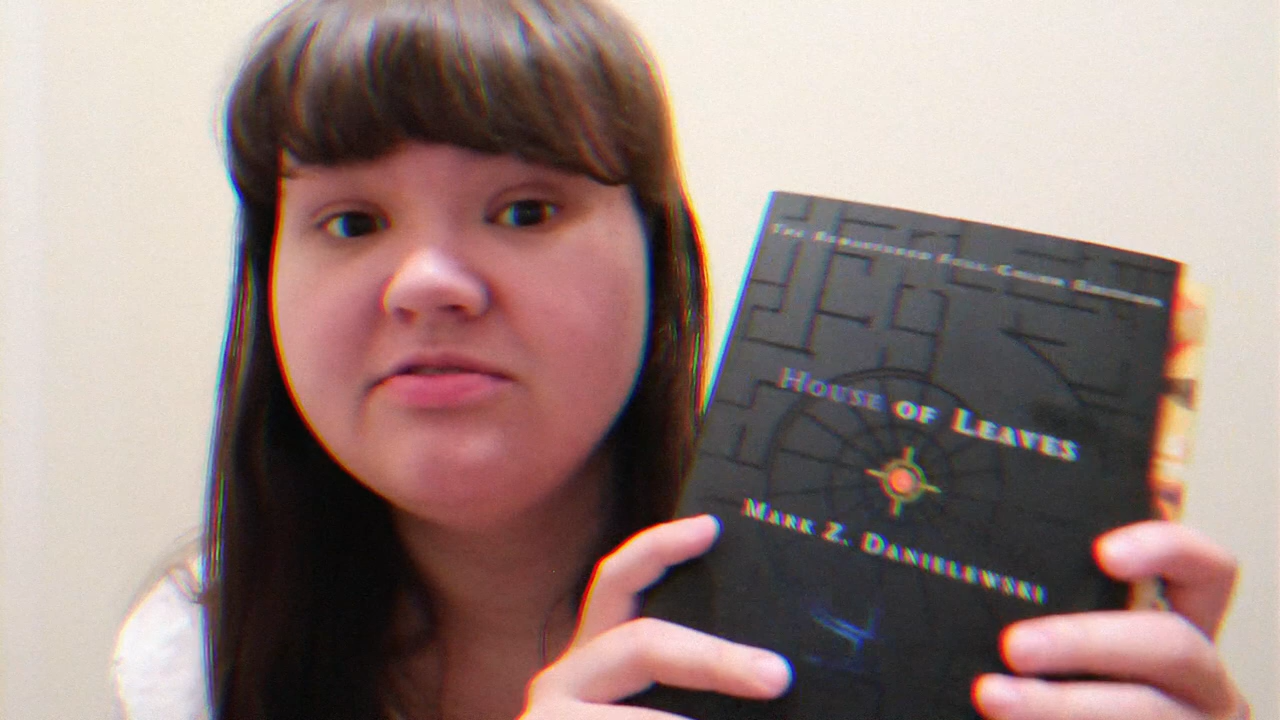 The Remastered Full-Color Edition
House of Leaves
Mark Z. Danielewski